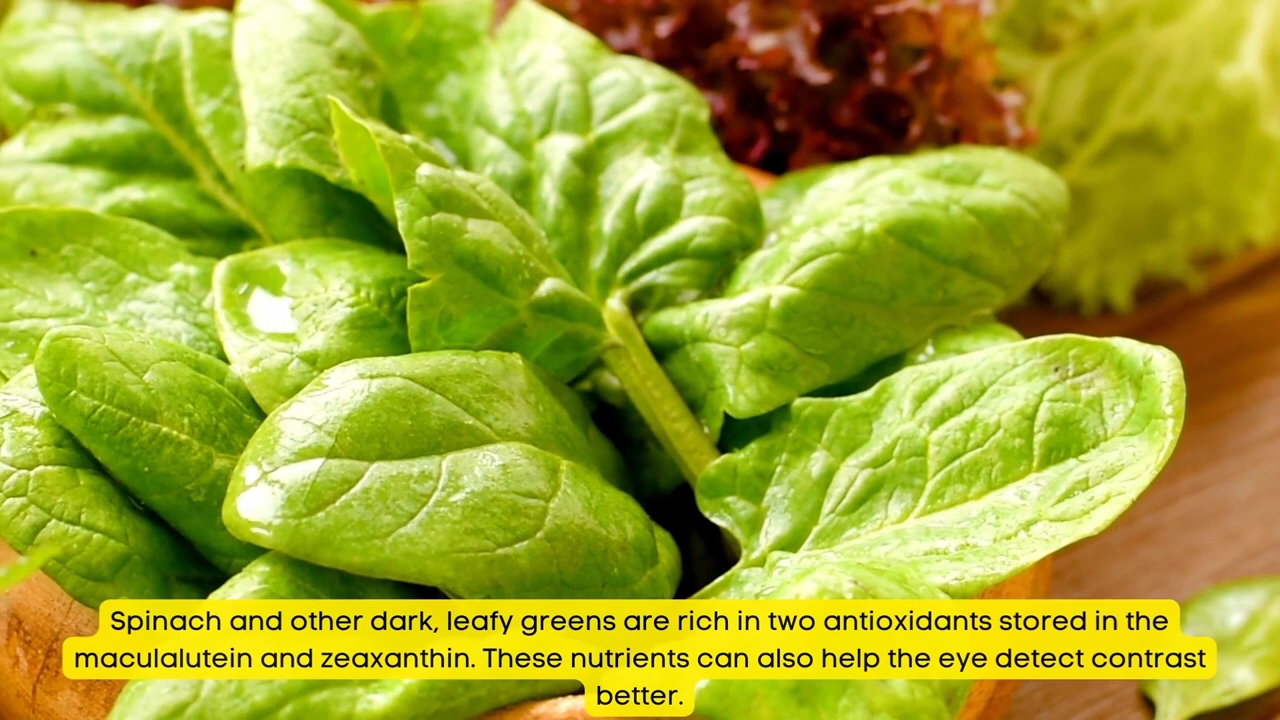 Spinach and other dark, leafy greens are rich in two antioxidants stored in the
maculalutein and zeaxanthin. These nutrients can also help the eye detect contrast
better.